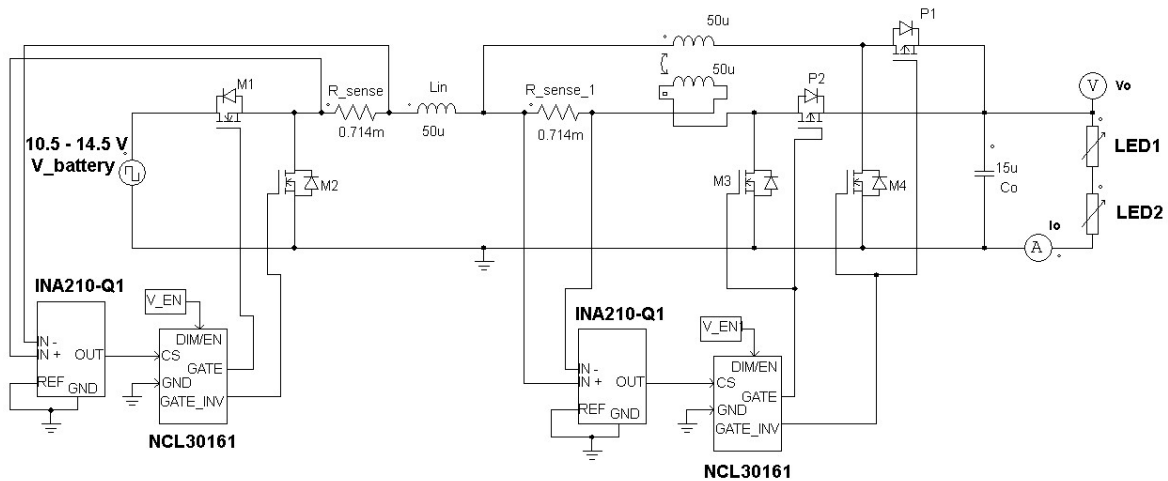 P1
50u
50u
P2
M1
R_sense
0.714m
Lin
50u
R_sense_1
0.714m
V
Vo
10.5 - 14.5 V
V_battery
LED1
M2
M3
M4
15u
Co
LED2
Io
A
INA210-Q1
V_EN
IN -
IN +
OUT
REF
GND
DIM/EN
CS
GATE
GND
GATE_INV
NCL30161
INA210-Q1
V_EN1
IN -
IN +
OUT
REF
GND
DIM/EN
CS
GATE
GND
GATE_INV
NCL30161